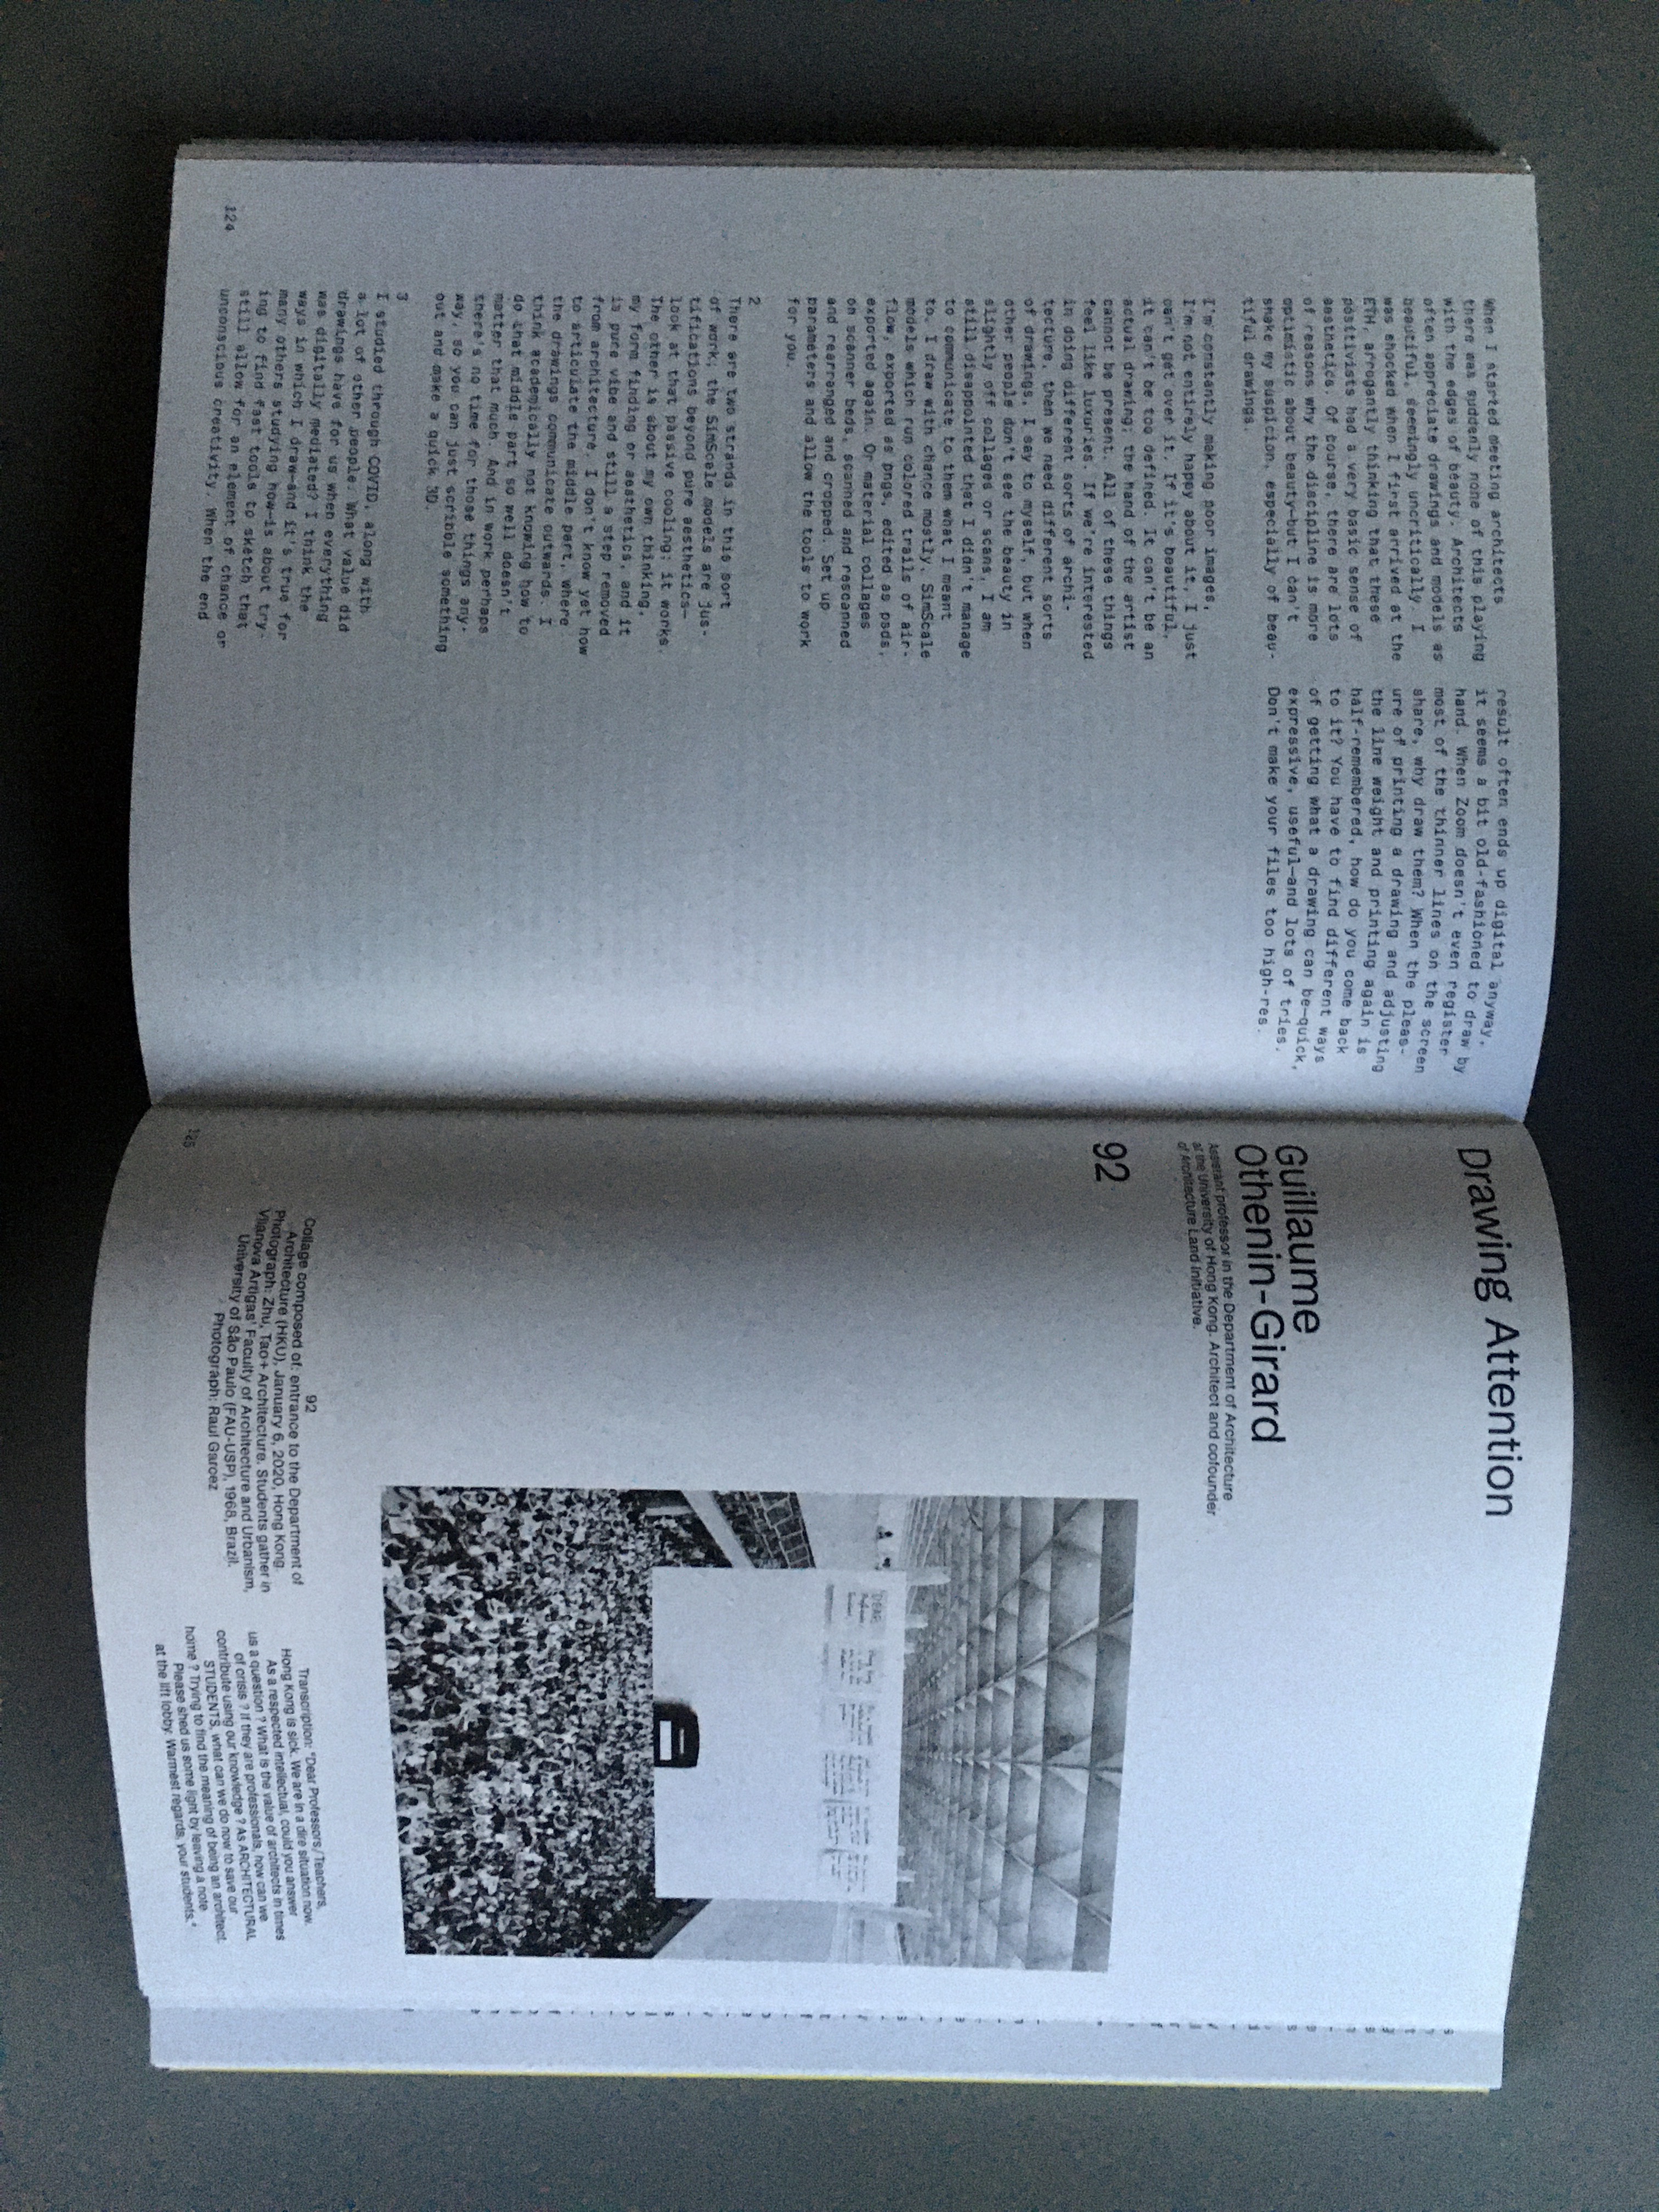 When I started meeting architects
there was suddenly none of this playing
with the edges of beauty. Architects
often appreciate drawings and models as
beautiful, seemingly uncritically. I
was shocked when I first arrived at the
ETH, arrogantly thinking that these
positivists had a very basic sense of
aesthetics. Of course, there are lots
of reasons why the discipline is more
optimistic about beauty—but I can't
shake my suspicion, especially of beau-
tiful drawings.
I'm constantly making poor images.
I'm not entirely happy about it, I just
can't get over it. If it's beautiful,
it can't be too defined. It can't be an
actual drawing; the hand of the artist
cannot be present. All of these things
feel like luxuries. If we're interested
in doing different sorts of archi-
tecture, then we need different sorts
of drawings, I say to myself, but when
other people don't see the beauty in
slightly off collages or scans, I am
still disappointed that I didn't manage
to communicate to them what I meant
to. I draw with chance mostly. SimScale
models which run colored trails of air-
flow, exported as pngs, edited as psds,
exported again. Or material collages
on scanner beds, scanned and rescanned
and rearranged and cropped. Set up
parameters and allow the tools to work
for you.
2
There are two strands in this sort
of work; the SimScale models are jus-
tifications beyond pure aesthetics—
look at that passive cooling; it works.
The other is about my own thinking,
my form finding or aesthetics, and it
is pure vibe and still a step removed
from architecture. I don't know yet how
to articulate the middle part, where
the drawings communicate outwards. I
think academically not knowing how to
do that middle part so well doesn't
matter that much. And in work perhaps
there's no time for those things any-
way, so you can just scribble something
out and make a quick 3D.
3
I studied through COVID, along with
a lot of other people. What value did
drawings have for us when everything
was digitally mediated? I think the
ways in which I draw—and it's true for
many others studying now—is about try-
ing to find fast tools to sketch that
still allow for an element of chance or
unconscious creativity. When the end
124
result often ends up digital anyway,
it seems a bit old-fashioned to draw by
hand. When Zoom doesn't even register
most of the thinner lines on the screen
share, why draw them? When the pleas-
ure of printing a drawing and adjusting
the line weight and printing again is
half-remembered, how do you come back
to it? You have to find different ways
of getting what a drawing can be—quick,
expressive, useful—and lots of tries.
Don't make your files too high-res.
Drawing Attention
Guillaume
Othenin-Girard
Assistant professor in the Department of Architecture
at the University of Hong Kong. Architect and cofounder
of Architecture Land Initiative.
92
DEAR
92
Collage composed of: entrance to the Department of
Architecture (HKU), January 6, 2020, Hong Kong.
Photograph: Zhu, Tao+ Architecture. Students gather in
Vilanova Artigas' Faculty of Architecture and Urbanism,
University of São Paulo (FAU-USP), 1968, Brazil.
Photograph: Raul Garcez
Transcription: "Dear Professors/Teachers,
Hong Kong is sick. We are in a dire situation now.
As a respected intellectual, could you answer
us a question ? What is the value of architects in times
of crisis ? If they are professionals, how can we
contribute using our knowledge ? As ARCHITECTURAL
STUDENTS, what can we do now to save our
home ? Trying to find the meaning of being an architect.
Please shed us some light by leaving a note
at the lift lobby. Warmest regards, your students."
125